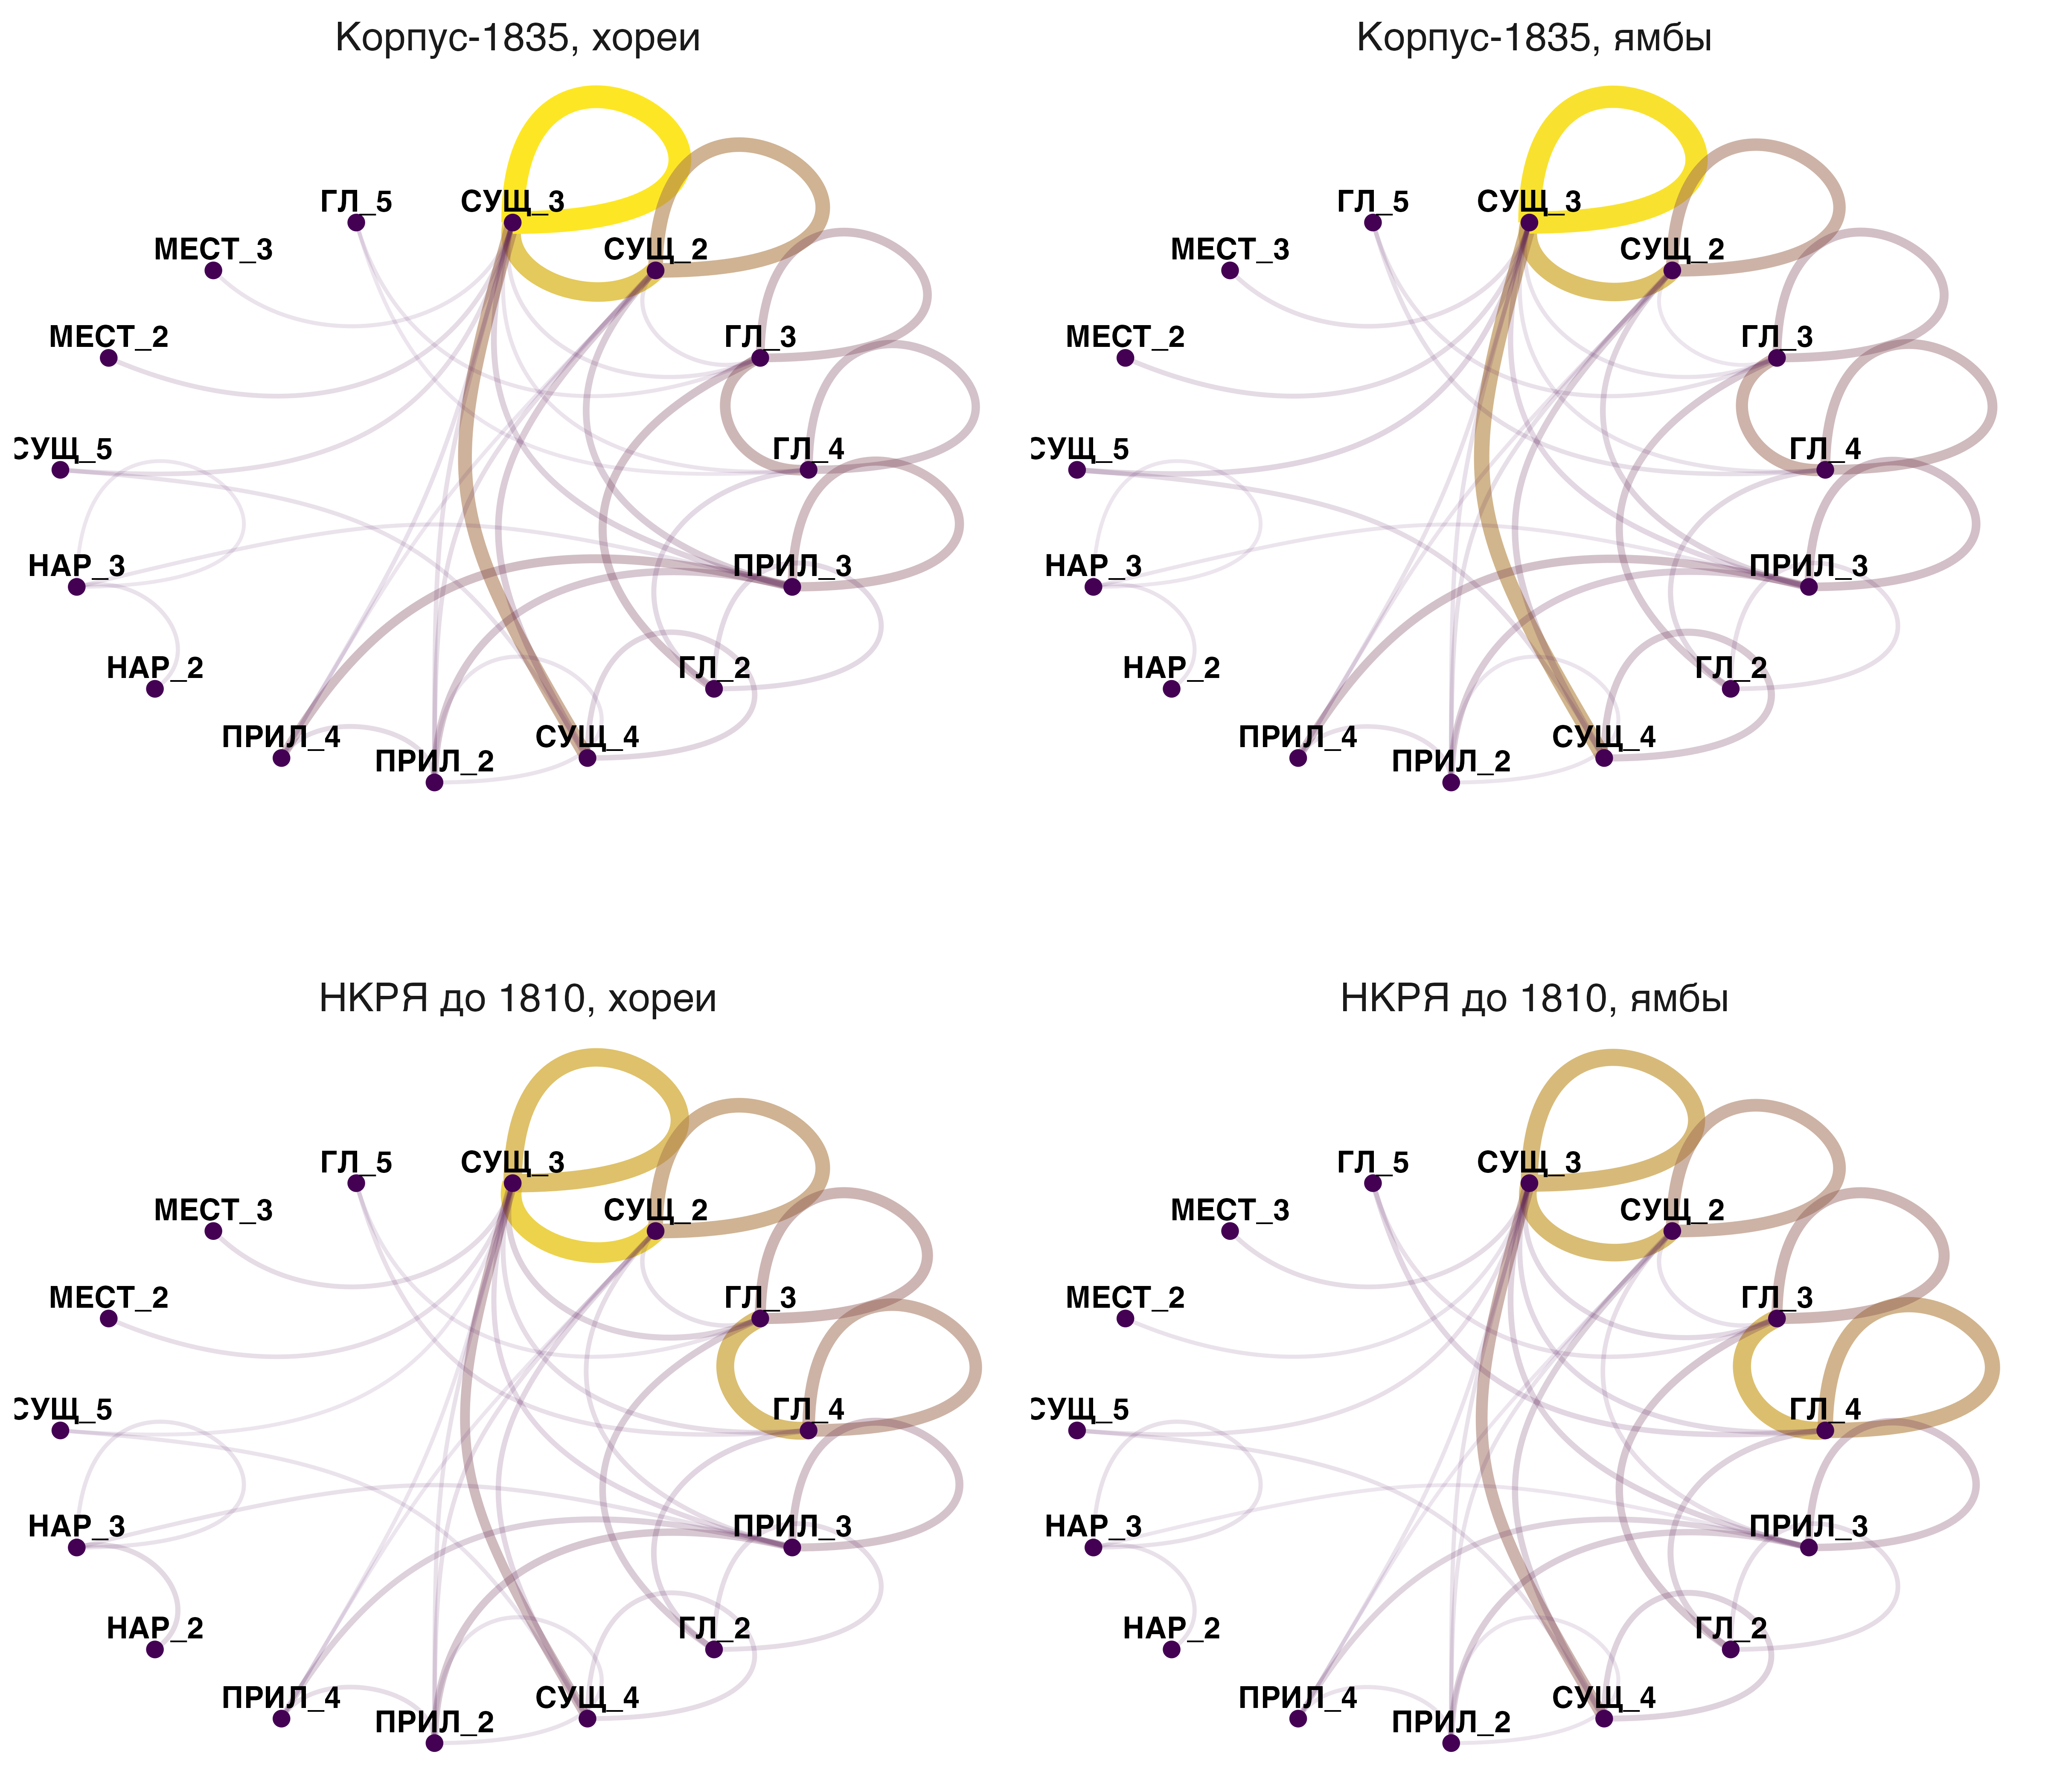 Корпус-1835, хореи
ГЛ_5
СУЩ_3
МЕСТ_3
СУЩ_2
МЕСТ_2
ГЛ_3
СУЩ_5
ГЛ_4
НАР_3
ПРИЛ_3
НАР_2
ГЛ_2
ПРИЛ_4
СУЩ_4
ПРИЛ_2
Корпус-1835, ямбы
ГЛ_5
СУЩ_3
МЕСТ_3
СУЩ_2
МЕСТ_2
ГЛ_3
СУЩ_5
ГЛ_4
НАР_3
ПРИЛ_3
НАР_2
ГЛ_2
ПРИЛ_4
СУЩ_4
ПРИЛ_2
НКРЯ до 1810, хореи
ГЛ_5
СУЩ_3
МЕСТ_3
СУЩ_2
МЕСТ_2
ГЛ_3
СУЩ_5
ГЛ_4
НАР_3
ПРИЛ_3
НАР_2
ГЛ_2
ПРИЛ_4
СУЩ_4
ПРИЛ_2
НКРЯ до 1810, ямбы
ГЛ_5
СУЩ_3
МЕСТ_3
СУЩ_2
МЕСТ_2
ГЛ_3
СУЩ_5
ГЛ_4
НАР_3
ПРИЛ_3
НАР_2
ГЛ_2
ПРИЛ_4
СУЩ_4
ПРИЛ_2